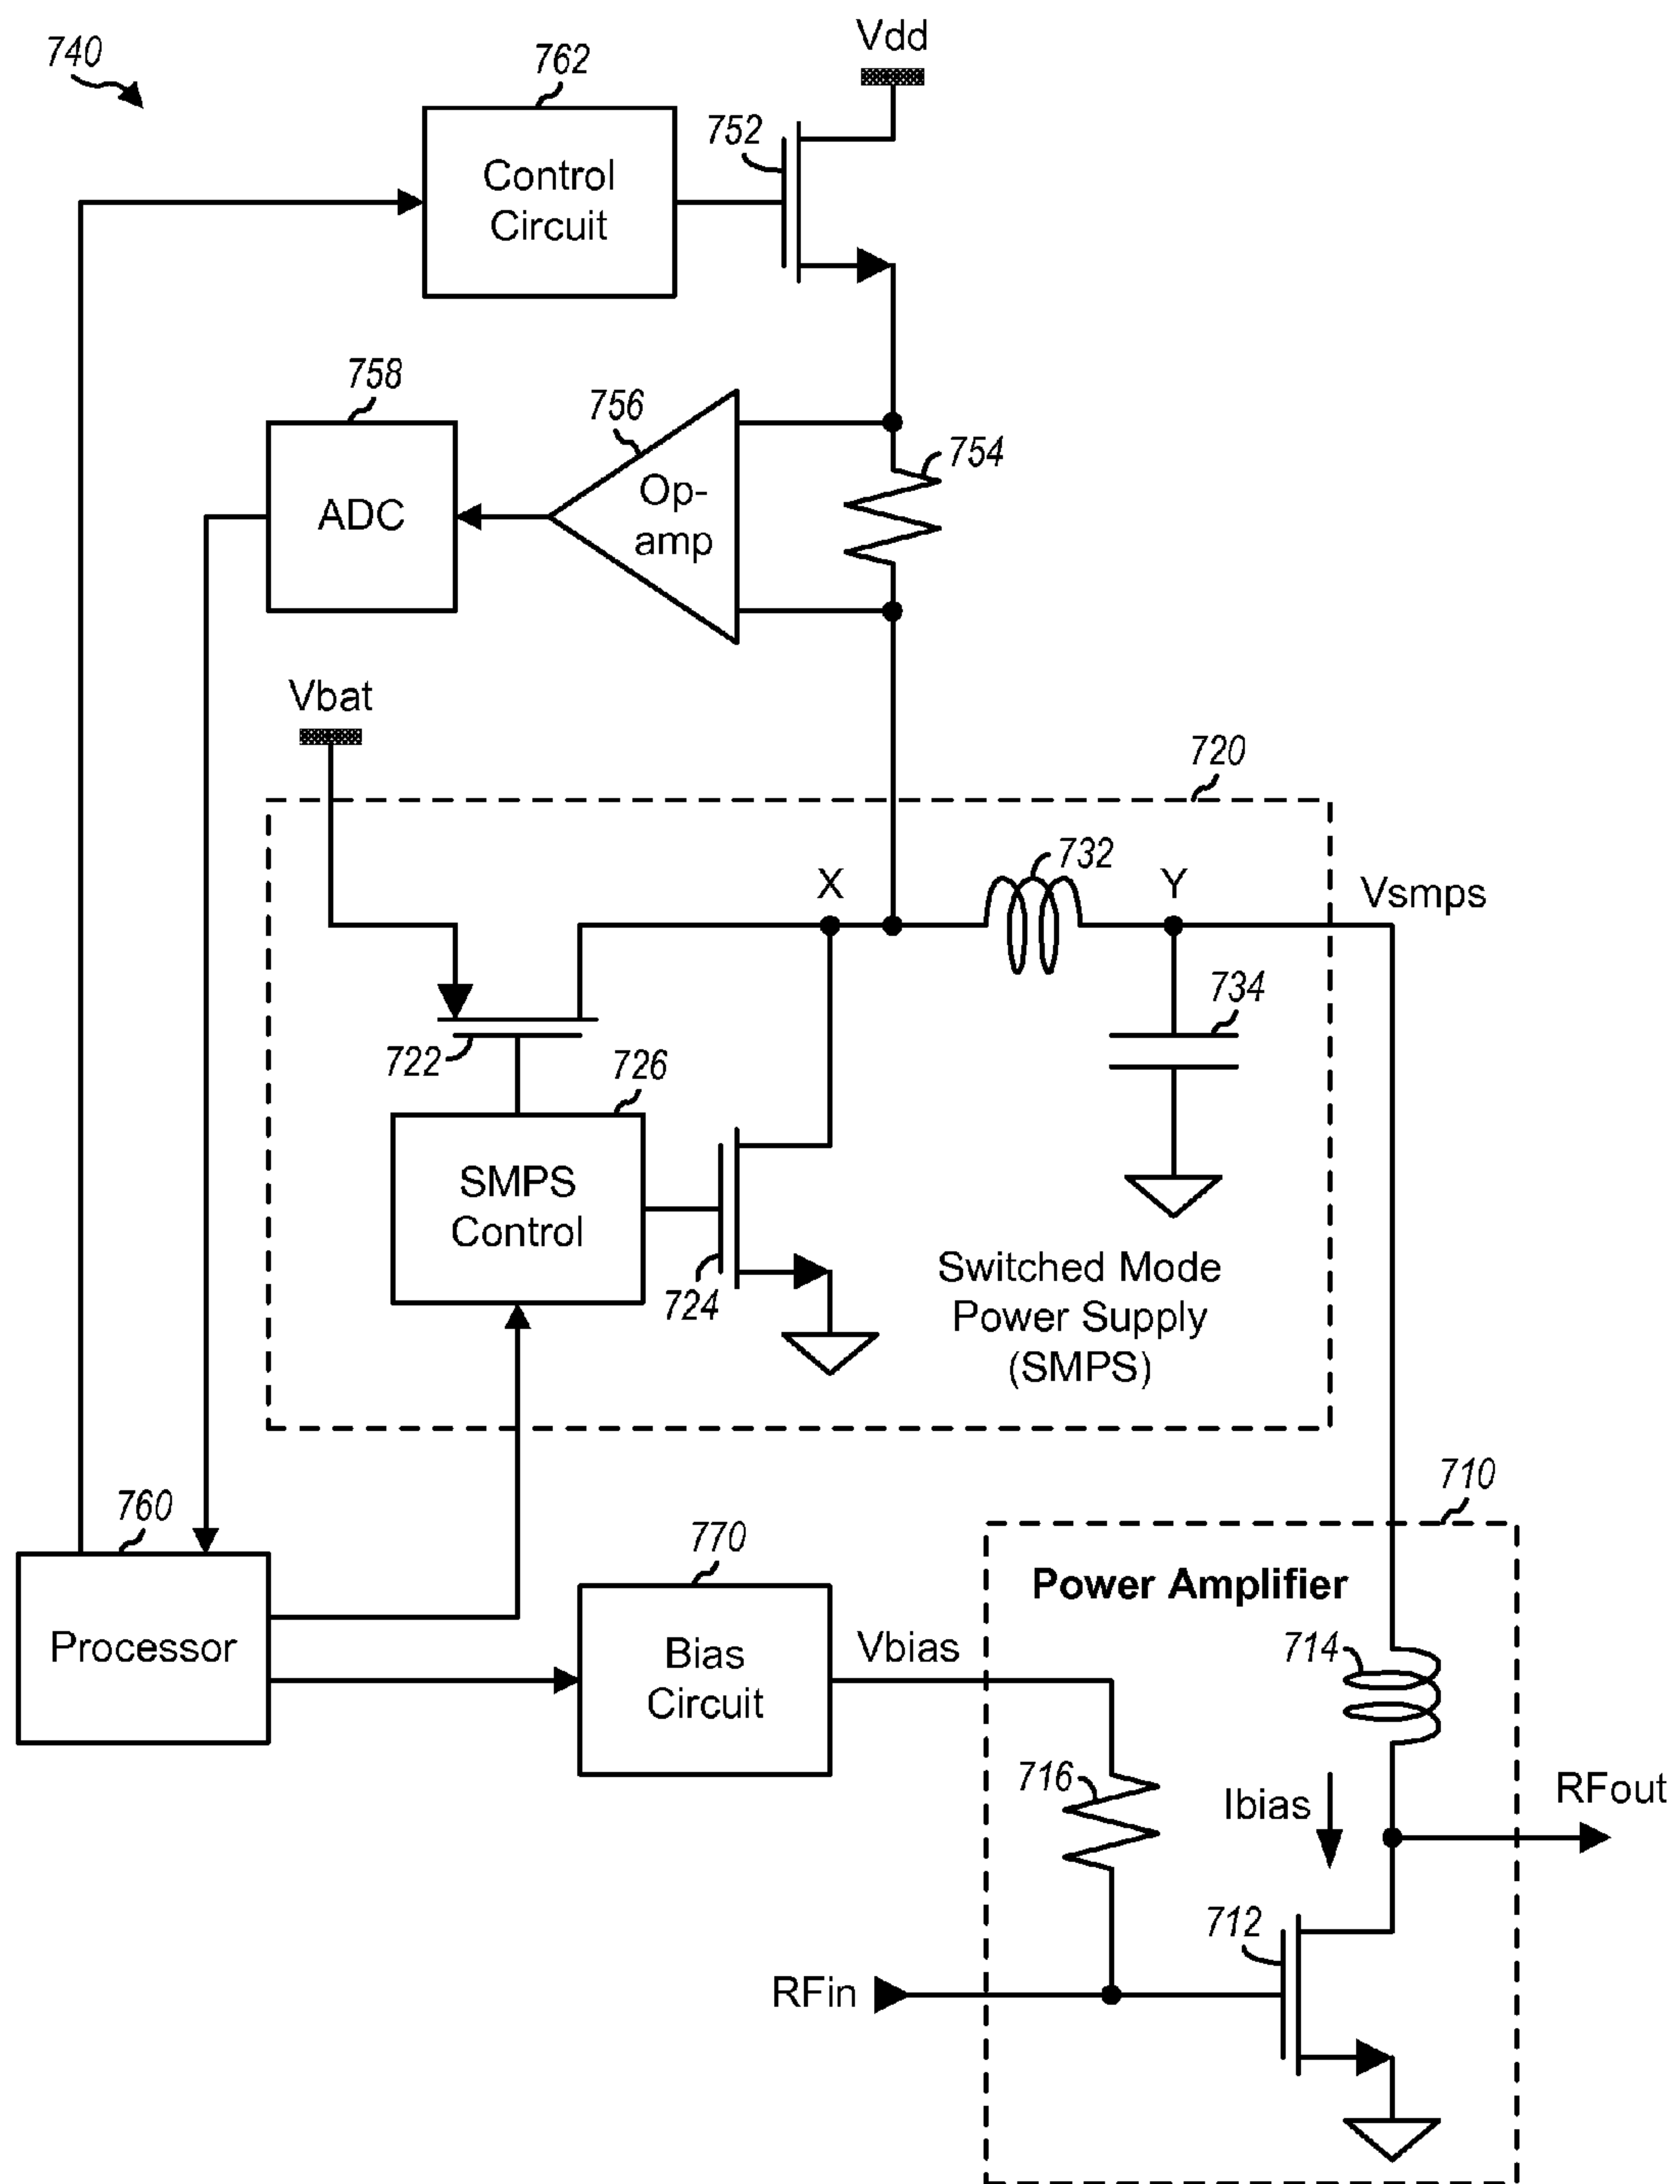 740
762
Vdd
752
Control
Circuit
758
756
754
ADC
Op-
amp
Vbat
720
732
X
Y
Vsmps
734
722
726
SMPS
Control
724
Switched Mode
Power Supply
(SMPS)
710
760
770
Power Amplifier
Processor
Bias
Circuit
Vbias
714
716
Ibias
RFout
712
RFin